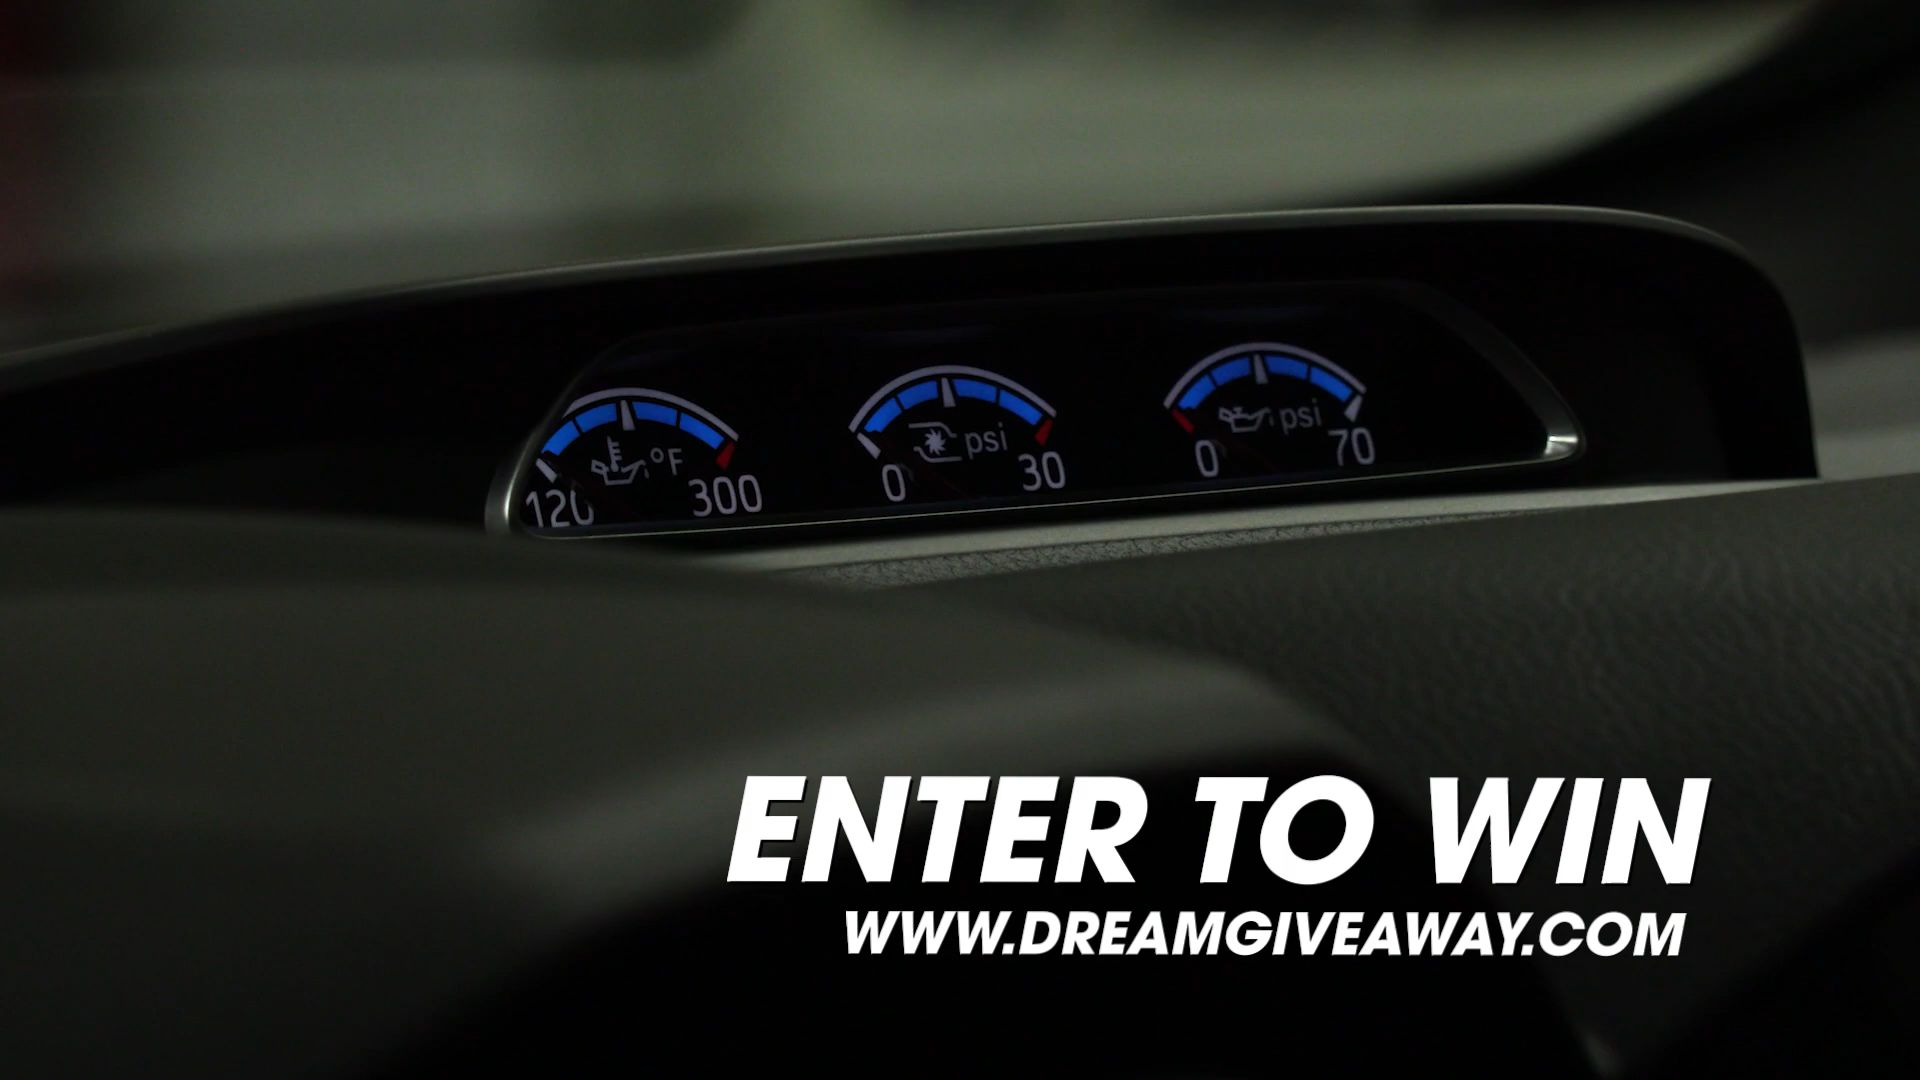 °F
120 300
psi
0 30
psi
0 70
ENTER TO WIN
WWW.DREAMGIVEAWAY.COM